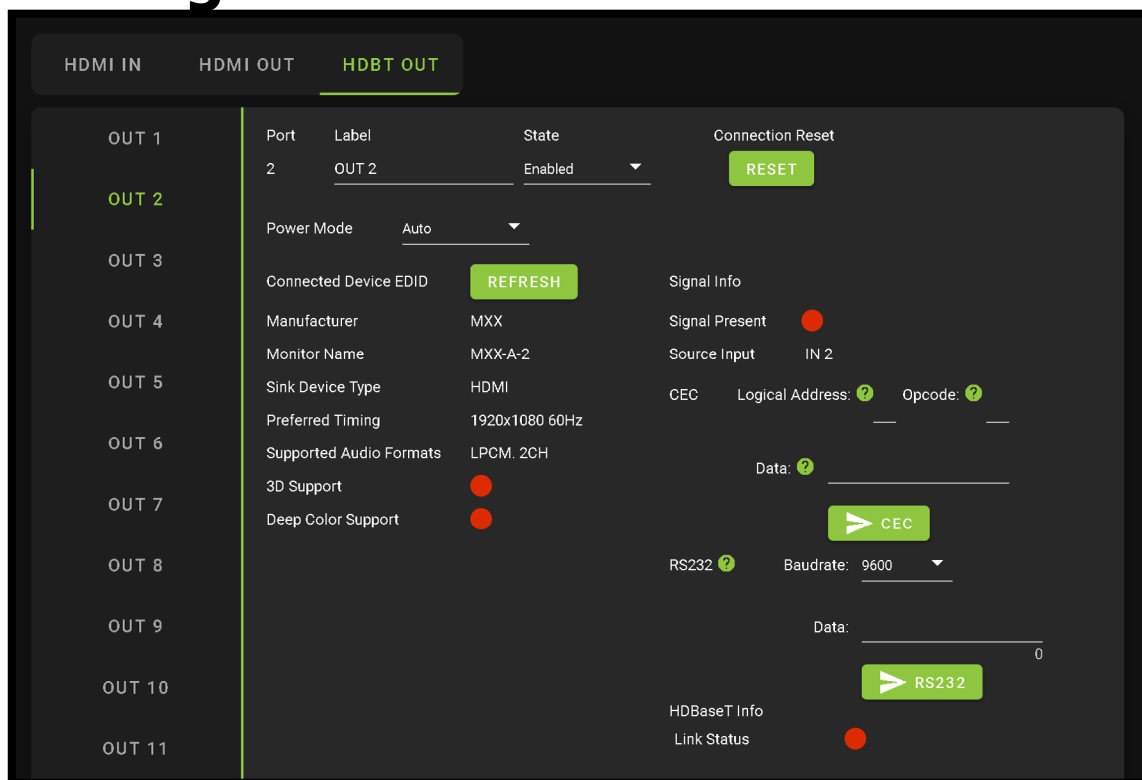 HDMI IN HDMI OUT HDBT OUT
OUT 1
OUT 2
OUT 3
OUT 4
OUT 5
OUT 6
OUT 7
OUT 8
OUT 9
OUT 10
OUT 11
Port Label State Connection Reset
2 OUT 2 Enabled RESET
Power Mode Auto
Connected Device EDID REFRESH
Manufacturer MXX
Monitor Name MXX-A-2
Sink Device Type HDMI
Preferred Timing 1920x1080 60Hz
Supported Audio Formats LPCM. 2CH
3D Support
Deep Color Support
Signal Info
Signal Present
Source Input IN 2
CEC Logical Address: ? Opcode: ?
Data: ?
CEC
RS232 ? Baudrate: 9600
Data:
0
RS232
HDBaseT Info
Link Status